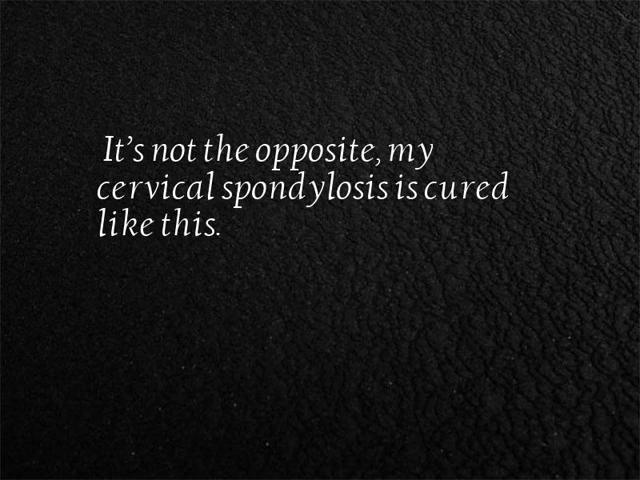 It’s not the opposite, my
cervical spondylosis is cured
like this.